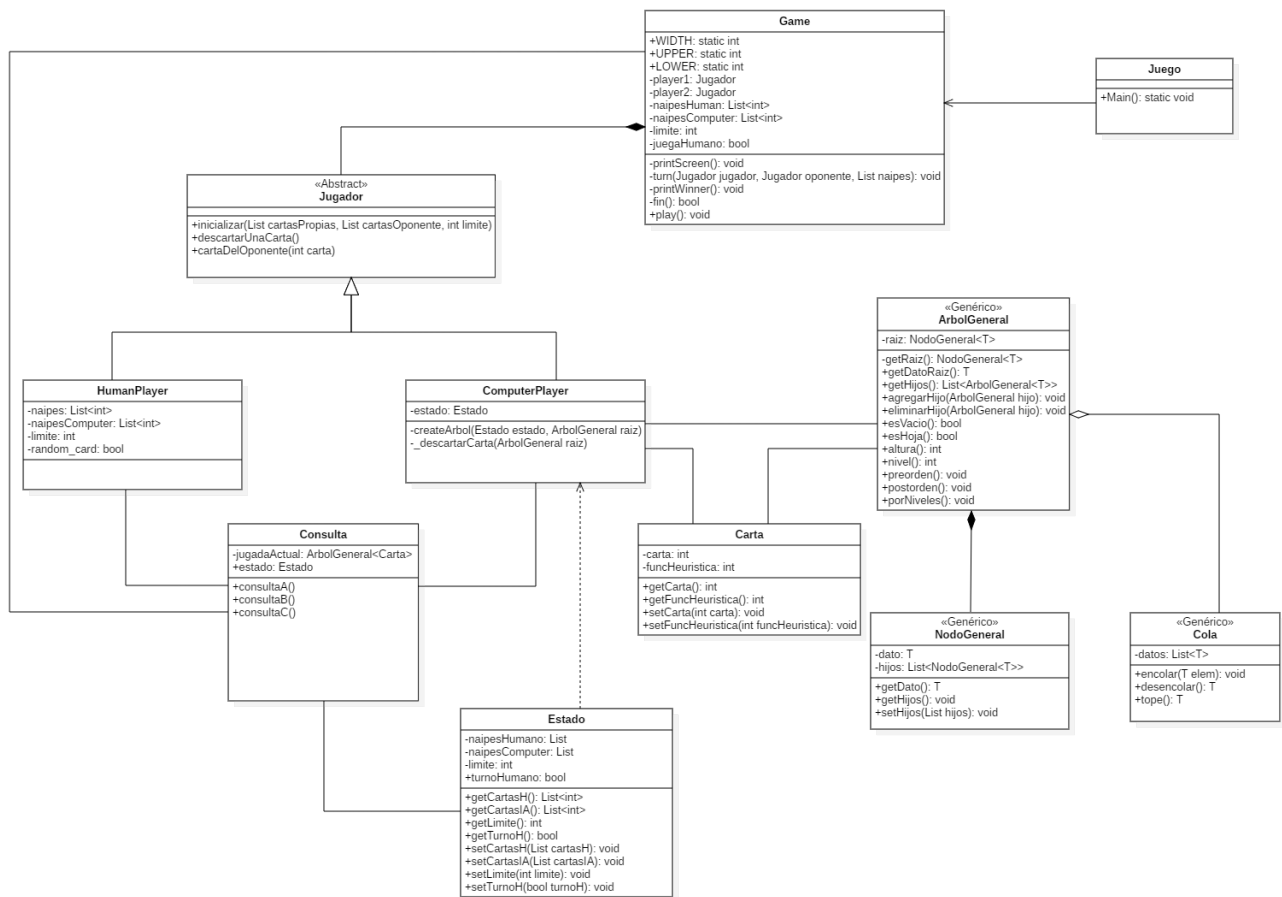 Game
+WIDTH: static int
+UPPER: static int
+LOWER: static int
-player1: Jugador
-player2: Jugador
-naipesHuman: List<int>
-naipesComputer: List<int>
-limite: int
-juegaHumano: bool
-printScreen(): void
-turn(Jugador jugador, Jugador oponente, List naipes): void
-printWinner(): void
-fin(): bool
+play(): void
Juego
+Main(): static void
«Abstract»
Jugador
+inicializar(List cartasPropias, List cartasOponente, int limite)
+descartarUnaCarta()
+cartaDelOponente(int carta)
«Genérico»
ArbolGeneral
-raiz: NodoGeneral<T>
-getRaiz(): NodoGeneral<T>
+getDatoRaiz(): T
+getHijos(): List<ArbolGeneral<T>>
+agregarHijo(ArbolGeneral hijo): void
+eliminarHijo(ArbolGeneral hijo): void
+esVacio(): bool
+esHoja(): bool
+altura(): int
+nivel(): int
+preorden(): void
+postorden(): void
+porNiveles(): void
HumanPlayer
-naipes: List<int>
-naipesComputer: List<int>
-limite: int
-random_card: bool
ComputerPlayer
-estado: Estado
-createArbol(Estado estado, ArbolGeneral raiz)
-_descartarCarta(ArbolGeneral raiz)
Consulta
-jugadaActual: ArbolGeneral<Carta>
+estado: Estado
+consultaA()
+consultaB()
+consultaC()
Carta
-carta: int
-funcHeuristica: int
+getCarta(): int
+getFuncHeuristica(): int
+setCarta(int carta): void
+setFuncHeuristica(int funcHeuristica): void
«Genérico»
NodoGeneral
-dato: T
-hijos: List<NodoGeneral<T>>
+getDato(): T
+getHijos(): void
+setHijos(List hijos): void
«Genérico»
Cola
-datos: List<T>
+encolar(T elem): void
+desencolar(): T
+tope(): T
Estado
-naipesHumano: List
-naipesComputer: List
-limite: int
+turnoHumano: bool
+getCartasH(): List<int>
+getCartasIA(): List<int>
+getLimite(): int
+getTurnoH(): bool
+setCartasH(List cartasH): void
+setCartasIA(List cartasIA): void
+setLimite(int limite): void
+setTurnoH(bool turnoH): void